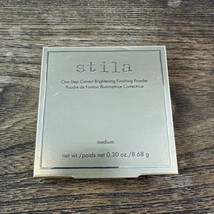 stila
One Step Correct Brightening Finishing Powder
Poudre de Finition Illuminatrice Correctrice
medium
net wt./poids net 0.30 oz./8.68 g